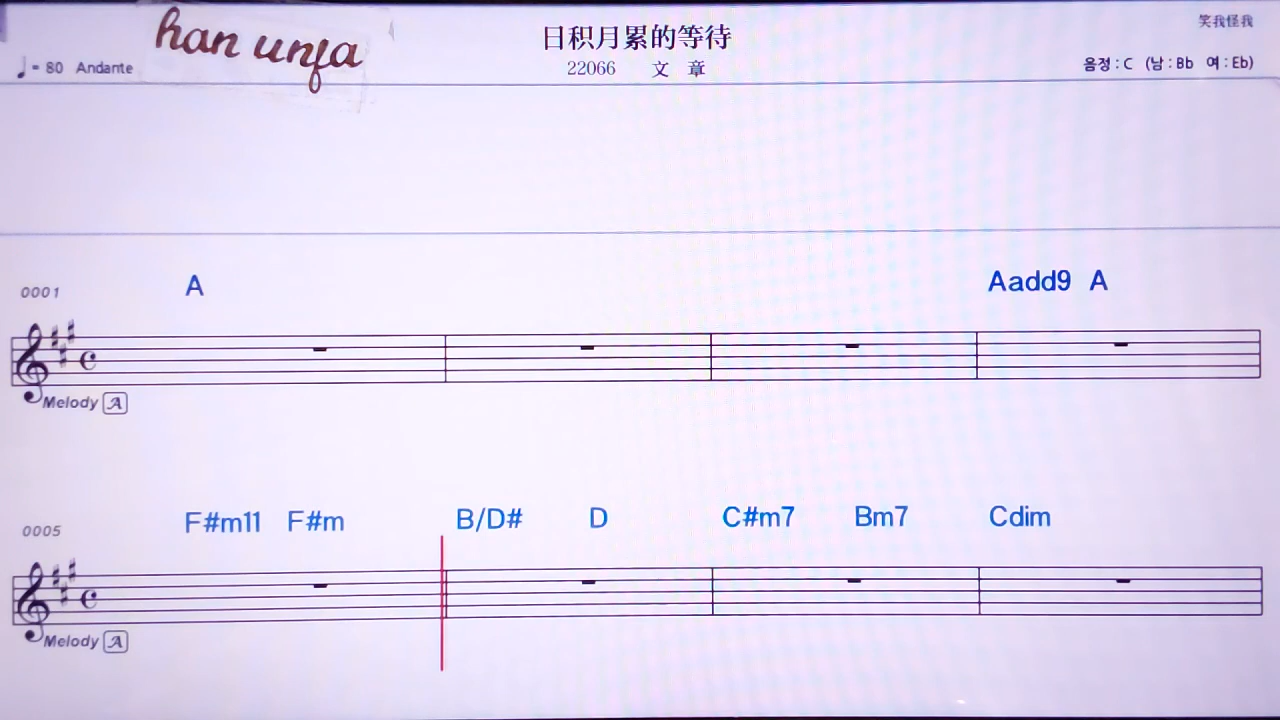 han unfa
日积月累的等待
笑我怪我
♩= 80 Andante
22066 文 章
음정 : C (남 : Bb 여 : Eb)
0001 A Aadd9 A
Melody A
0005 F#m11 F#m B/D# D C#m7 Bm7 Cdim
Melody A